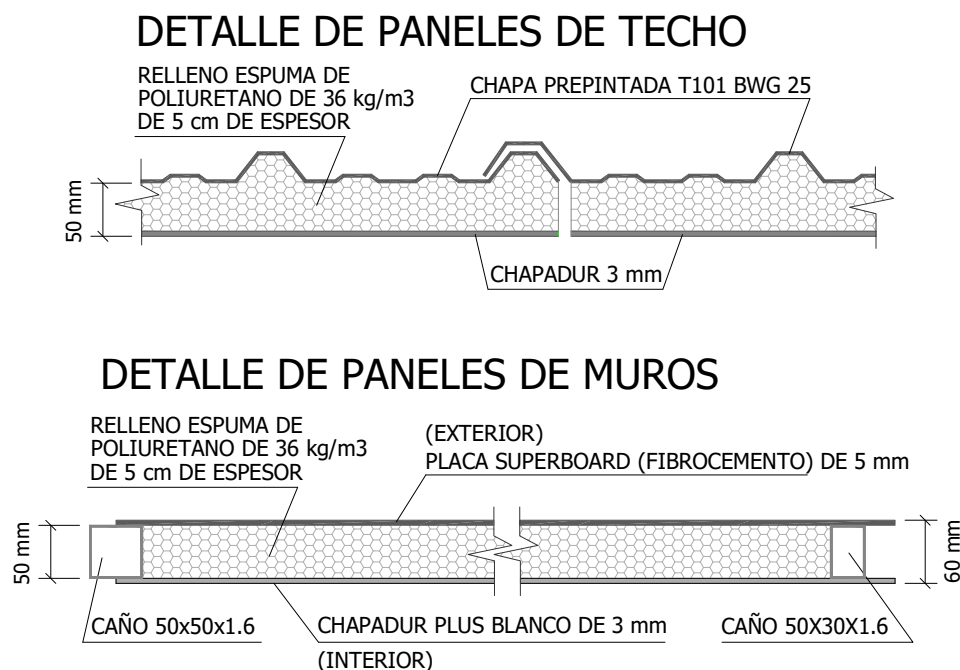 DETALLE DE PANELES DE TECHO
RELLENO ESPUMA DE
POLIURETANO DE 36 kg/m3
DE 5 cm DE ESPESOR
CHAPA PREPINTADA T101 BWG 25
50 mm
CHAPADUR 3 mm
DETALLE DE PANELES DE MUROS
RELLENO ESPUMA DE
POLIURETANO DE 36 kg/m3
DE 5 cm DE ESPESOR
(EXTERIOR)
PLACA SUPERBOARD (FIBROCEMENTO) DE 5 mm
50 mm
60 mm
CAÑO 50x50x1.6
CHAPADUR PLUS BLANCO DE 3 mm
(INTERIOR)
CAÑO 50X30X1.6